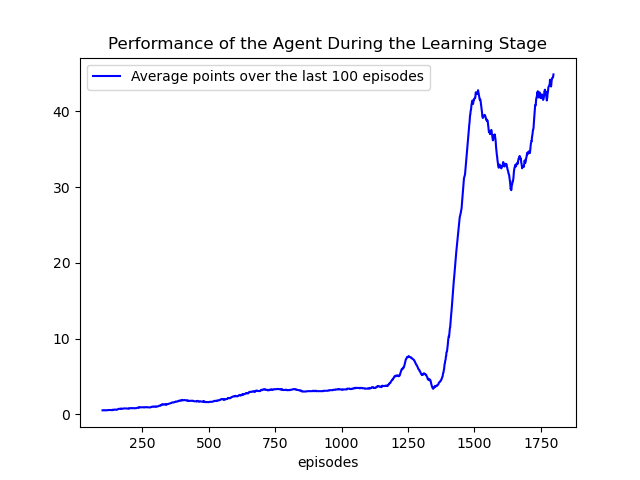 Performance of the Agent During the Learning Stage
Average points over the last 100 episodes
40
30
20
10
0
250 500 750 1000 1250 1500 1750
episodes